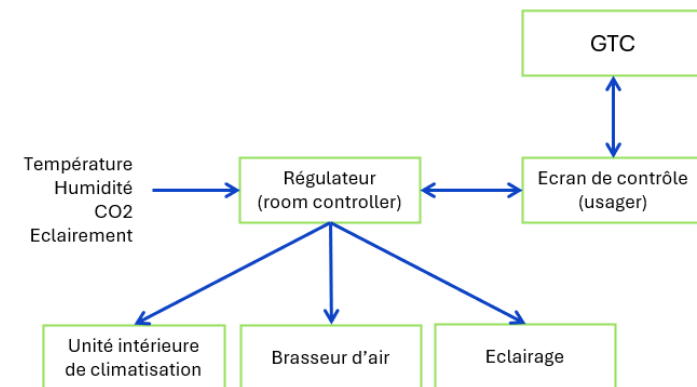 GTC
Température
Humidité
CO2
Eclairement
Régulateur
(room controller)
Ecran de contrôle
(usager)
Unité intérieure
de climatisation
Brasseur d’air
Eclairage